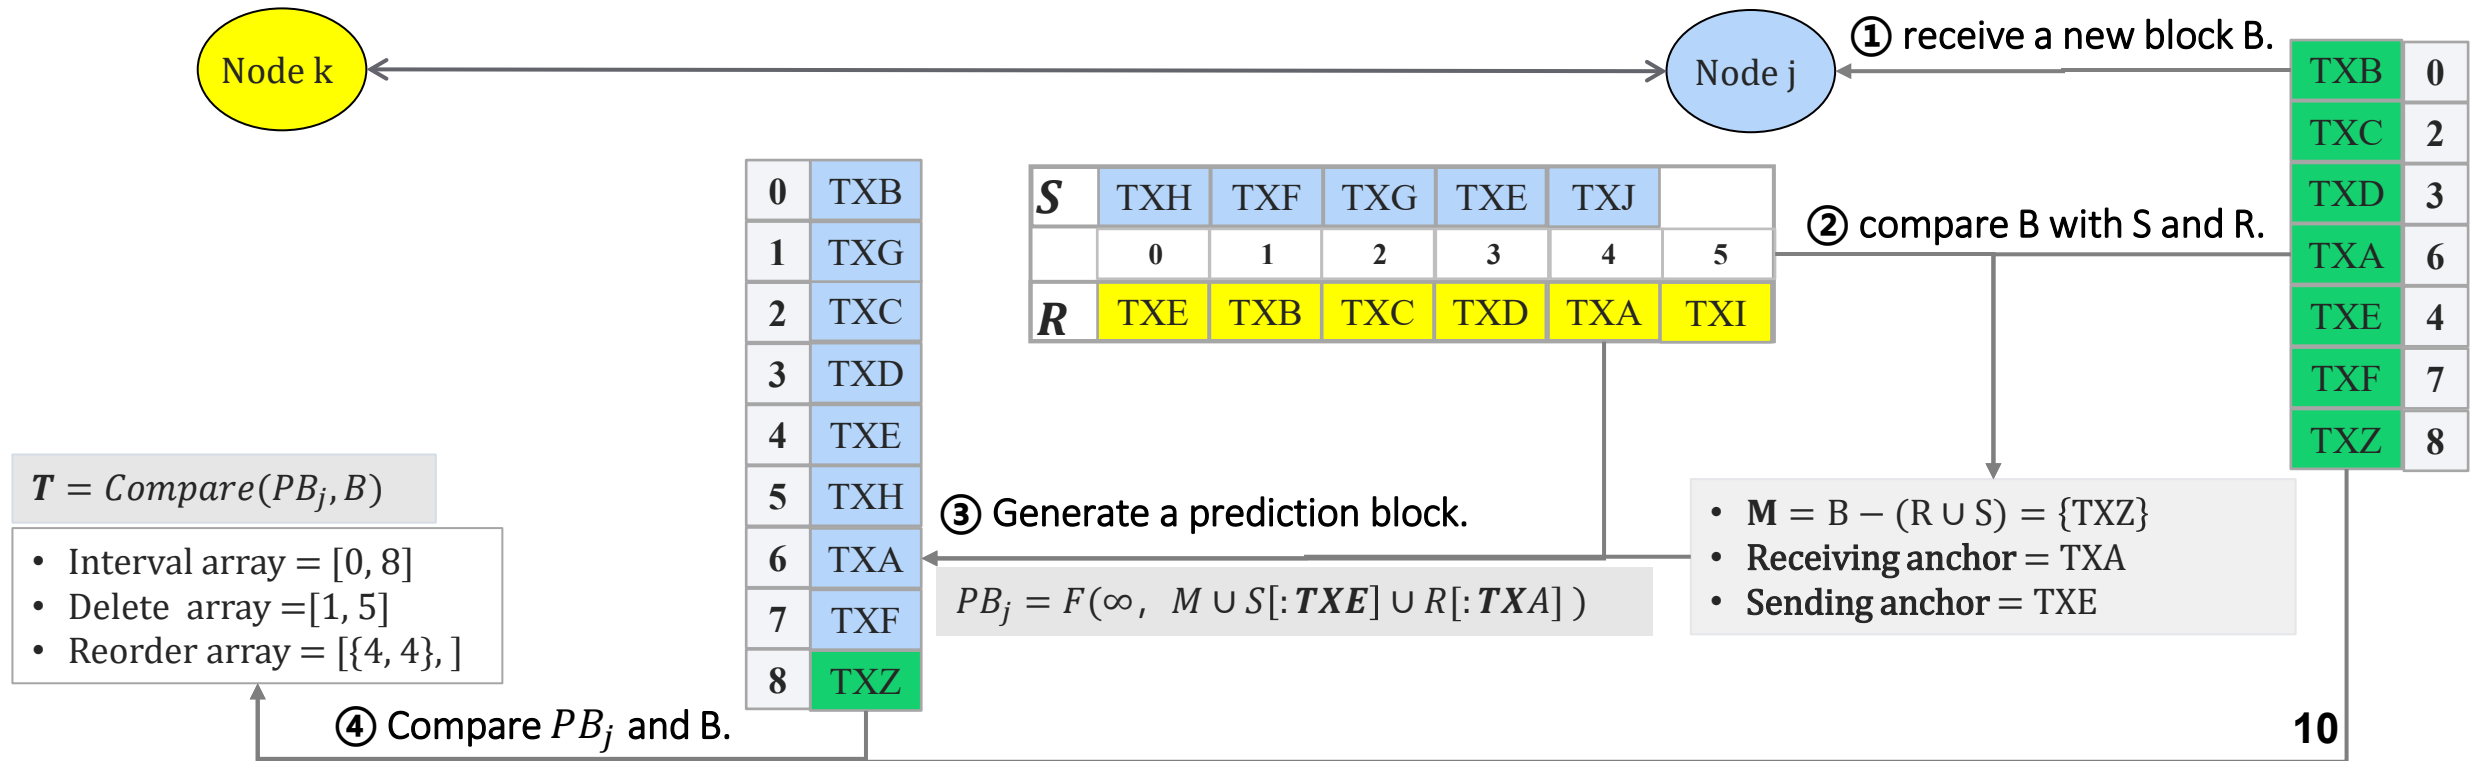 Node k
Node j
① receive a new block B.
TXB 0
TXC 2
TXD 3
TXA 6
TXE 4
TXF 7
TXZ 8
0 TXB
1 TXG
2 TXC
3 TXD
4 TXE
5 TXH
6 TXA
7 TXF
8 TXZ
S TXH TXF TXG TXE TXJ
0 1 2 3 4 5
R TXE TXB TXC TXD TXA TXI
② compare B with S and R.
• M = B − (R ∪ S) = {TXZ}
• Receiving anchor = TXA
• Sending anchor = TXE
③ Generate a prediction block.
PB_j = F(∞, M ∪ S[:TXE] ∪ R[:TXA] )
T = Compare(PB_j, B)
• Interval array = [0, 8]
• Delete array =[1, 5]
• Reorder array = [{4, 4}, ]
④ Compare PB_j and B.
10